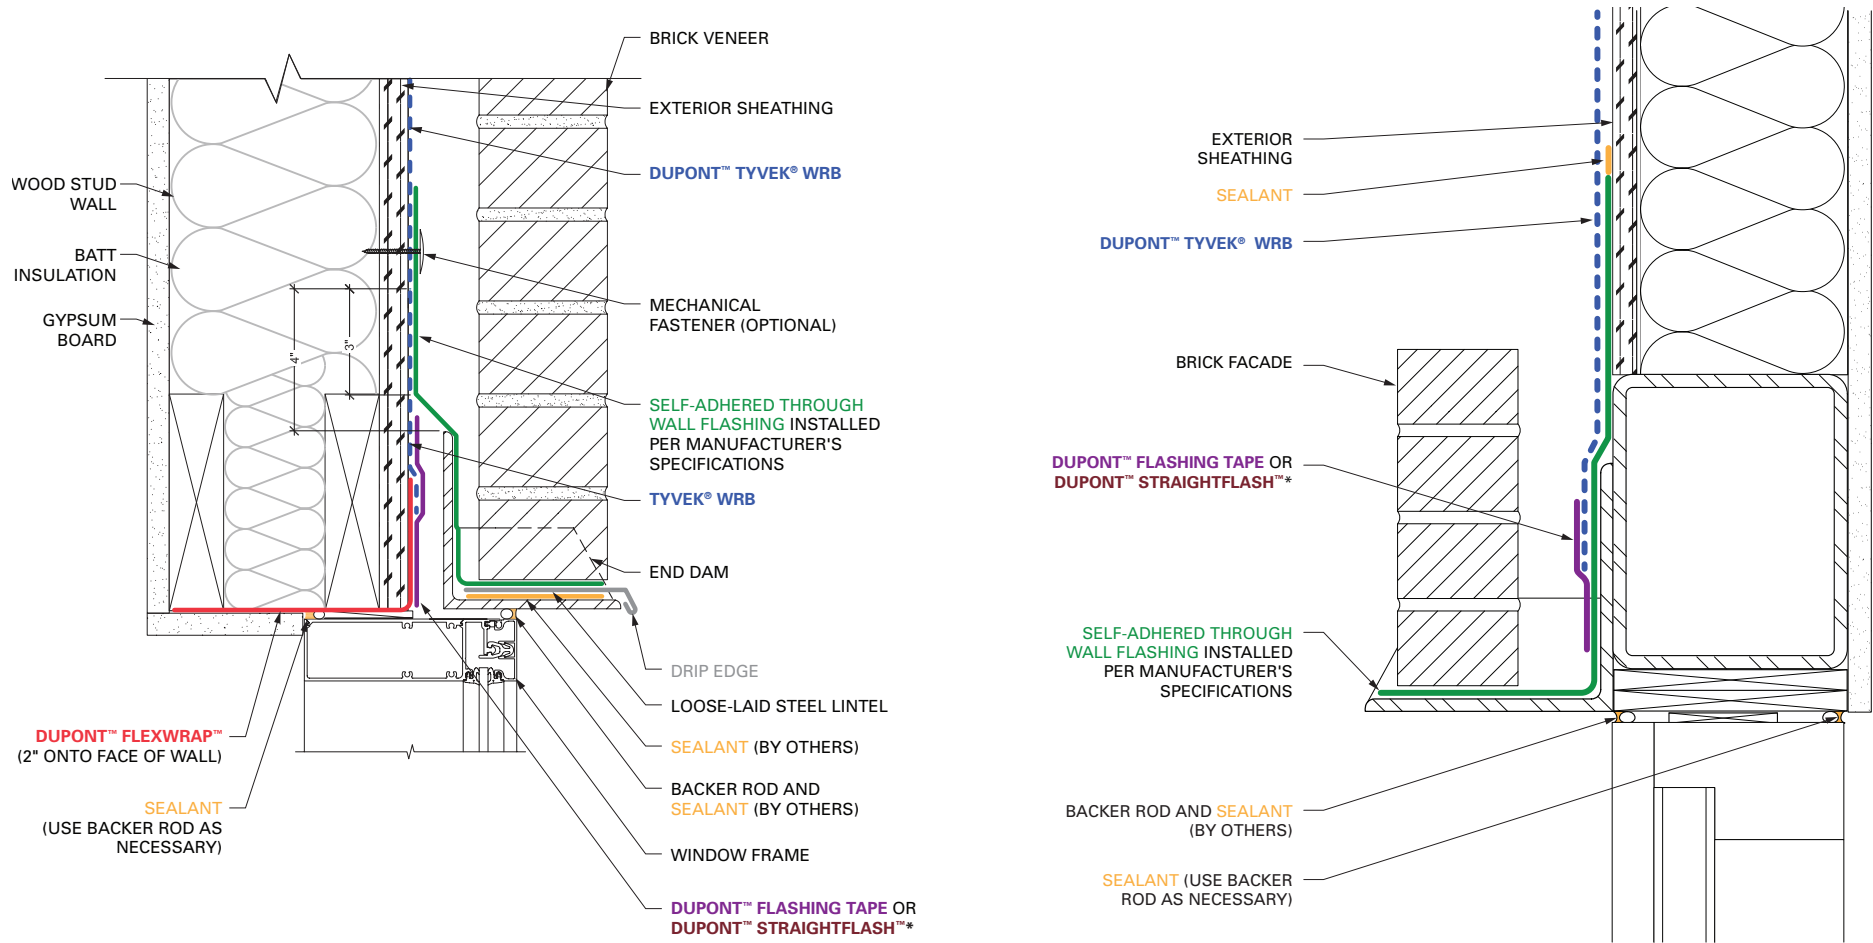 BRICK VENEER
EXTERIOR SHEATHING
DUPONT™ TYVEK® WRB
WOOD STUD
WALL
BATT
INSULATION
GYPSUM
BOARD
4"
3"
MECHANICAL
FASTENER (OPTIONAL)
SELF-ADHERED THROUGH
WALL FLASHING INSTALLED
PER MANUFACTURER'S
SPECIFICATIONS
TYVEK® WRB
END DAM
DRIP EDGE
LOOSE-LAID STEEL LINTEL
SEALANT (BY OTHERS)
BACKER ROD AND
SEALANT (BY OTHERS)
WINDOW FRAME
DUPONT™ FLASHING TAPE OR
DUPONT™ STRAIGHTFLASH™*
DUPONT™ FLEXWRAP™
(2" ONTO FACE OF WALL)
SEALANT
(USE BACKER ROD AS
NECESSARY)
EXTERIOR
SHEATHING
SEALANT
DUPONT™ TYVEK® WRB
BRICK FACADE
DUPONT™ FLASHING TAPE OR
DUPONT™ STRAIGHTFLASH™*
SELF-ADHERED THROUGH
WALL FLASHING INSTALLED
PER MANUFACTURER'S
SPECIFICATIONS
BACKER ROD AND SEALANT
(BY OTHERS)
SEALANT (USE BACKER
ROD AS NECESSARY)